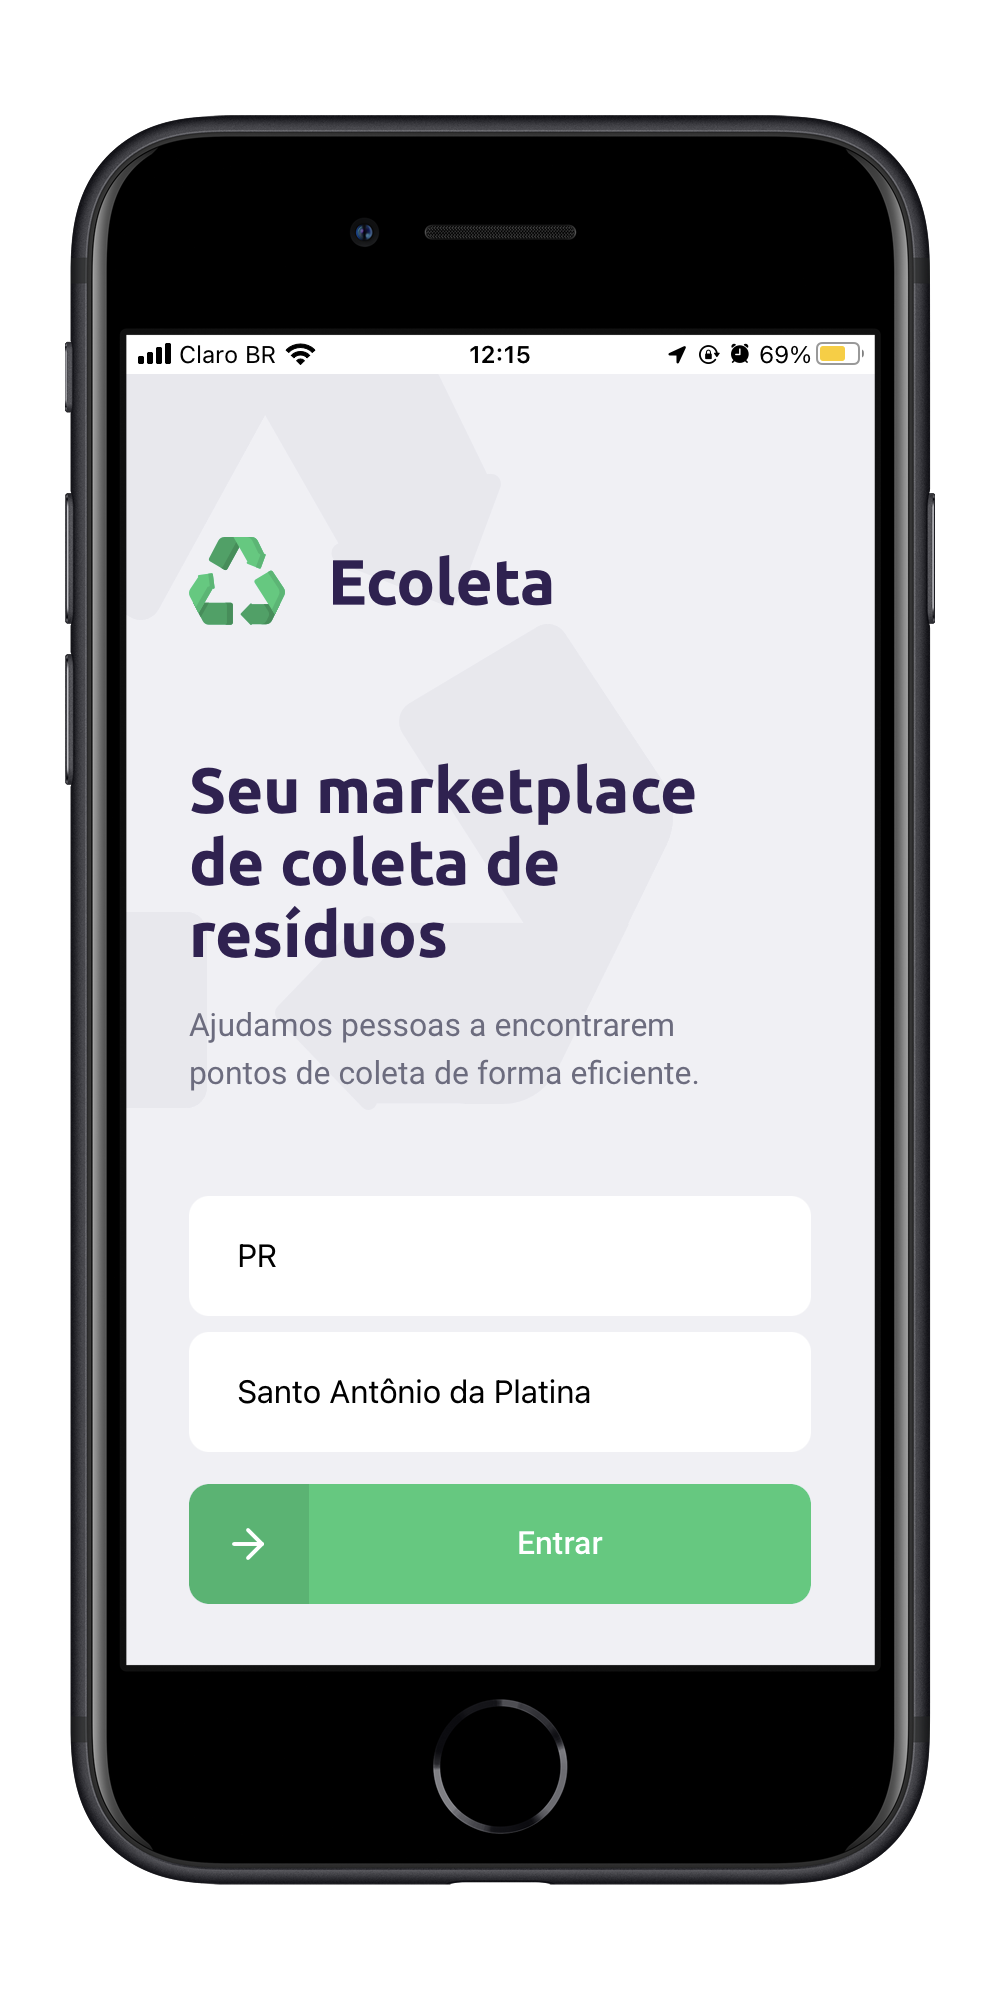 Claro BR 12:15 69%
Ecoleta
Seu marketplace
de coleta de
resíduos
Ajudamos pessoas a encontrarem
pontos de coleta de forma eficiente.
PR
Santo Antônio da Platina
Entrar